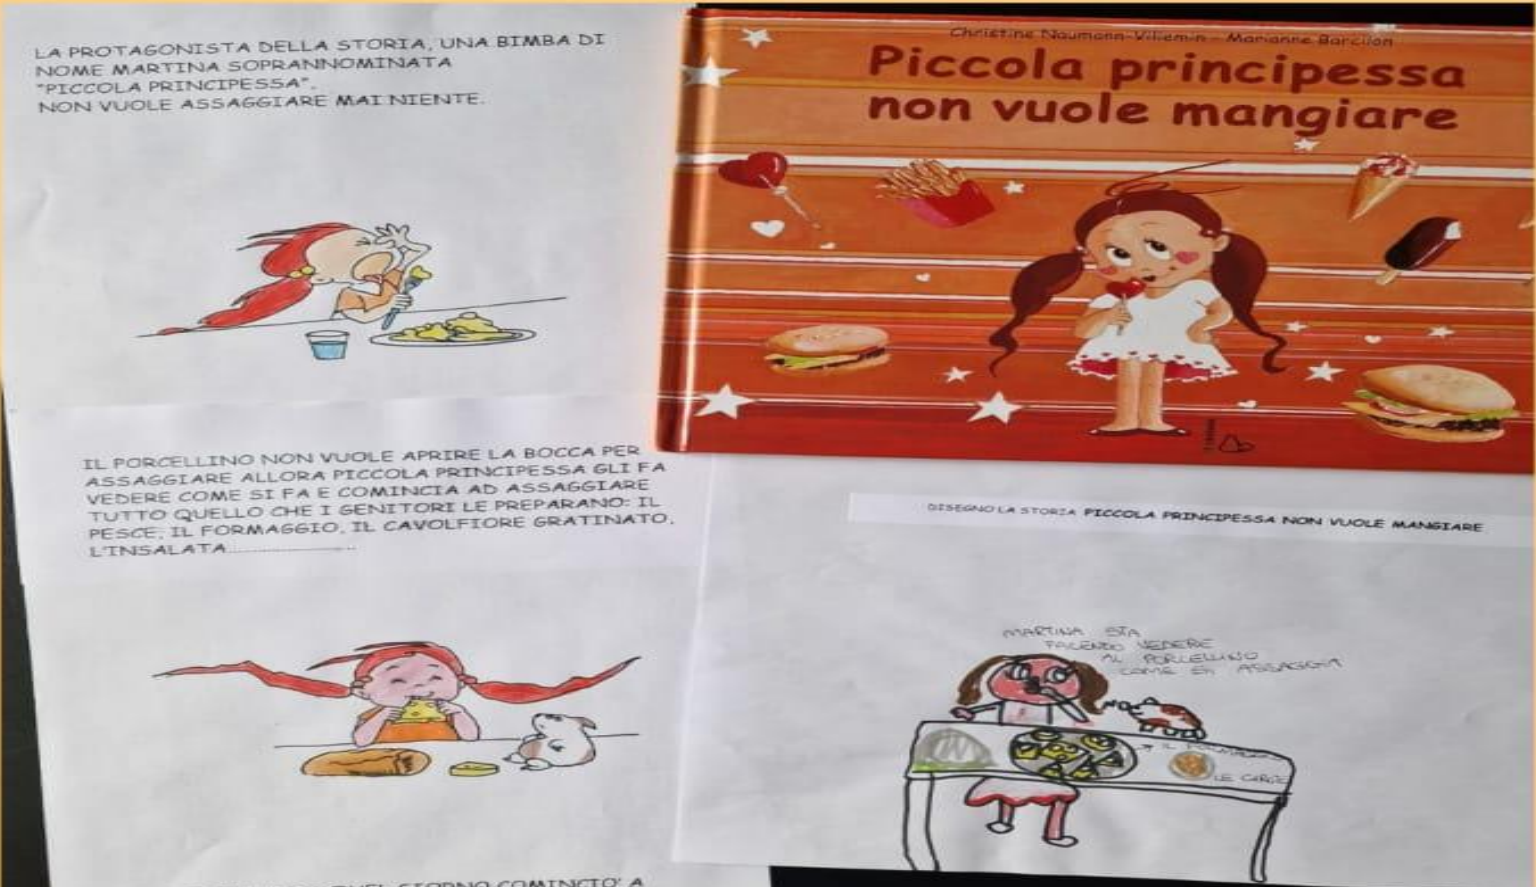 LA PROTAGONISTA DELLA STORIA, UNA BIMBA DI
NOME MARTINA SOPRANNOMINATA
"PICCOLA PRINCIPESSA",
NON VUOLE ASSAGGIARE MAI NIENTE.
Christine Naumann-Villemin - Marianne Barcilon
Piccola principessa
non vuole mangiare
IL PORCELLINO NON VUOLE APRIRE LA BOCCA PER
ASSAGGIARE ALLORA PICCOLA PRINCIPESSA GLI FA
VEDERE COME SI FA E COMINCIA AD ASSAGGIARE
TUTTO QUELLO CHE I GENITORI LE PREPARANO: IL
PESCE, IL FORMAGGIO, IL CAVOLFIORE GRATINATO,
L'INSALATA..............................
DISEGNO LA STORIA PICCOLA PRINCIPESSA NON VUOLE MANGIARE
MARTINA STA
FACENDO VEDERE
AL PORCELLINO
COME SI ASSAGGIA
IL
LE
GIORNO COMINCIO' A